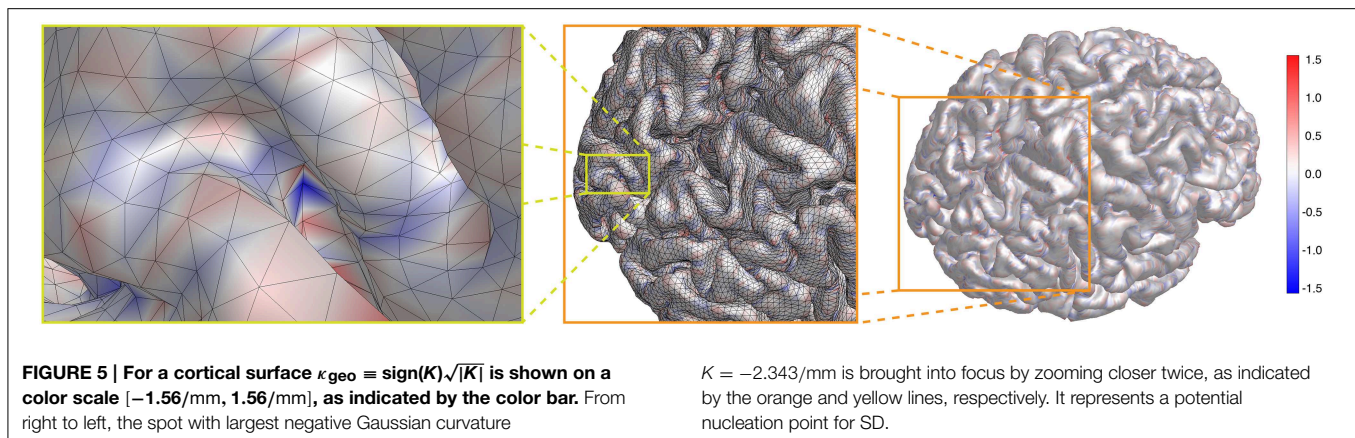 1.5
1.0
0.5
0.0
-0.5
-1.0
-1.5
FIGURE 5 | For a cortical surface κgeo ≡ sign(K)√|K| is shown on a
color scale [−1.56/mm, 1.56/mm], as indicated by the color bar. From
right to left, the spot with largest negative Gaussian curvature
K = −2.343/mm is brought into focus by zooming closer twice, as indicated
by the orange and yellow lines, respectively. It represents a potential
nucleation point for SD.